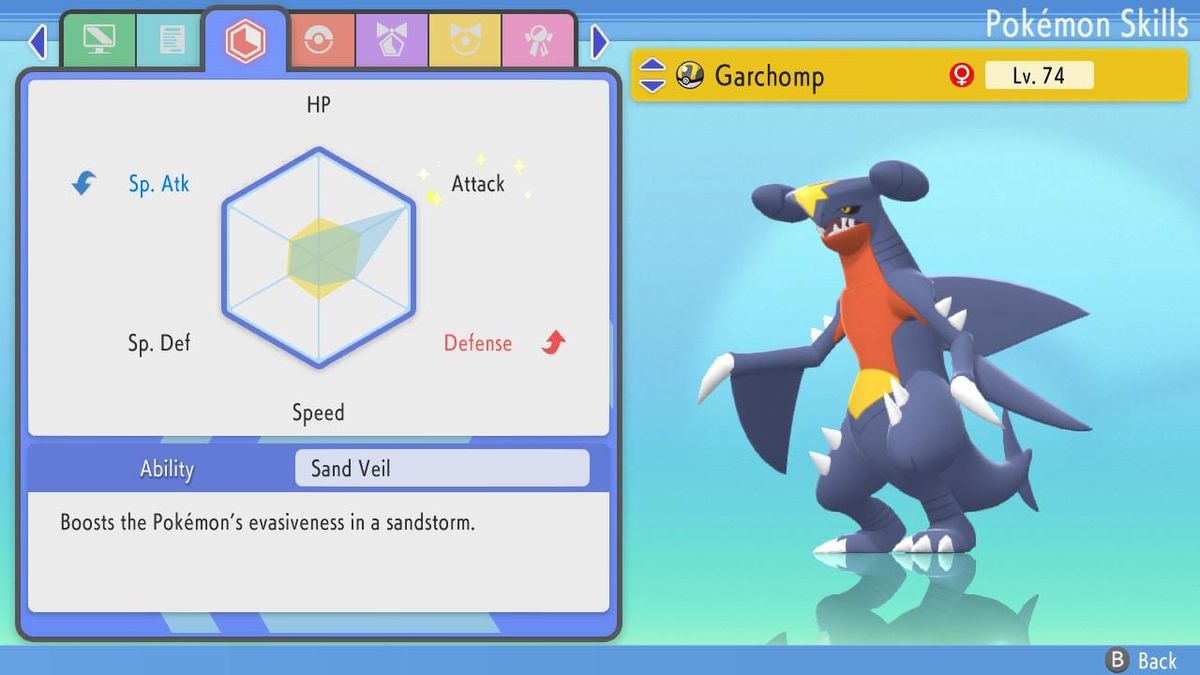 Pokémon Skills
Garchomp
Lv. 74
HP
Sp. Atk
Attack
Sp. Def
Defense
Speed
Ability
Sand Veil
Boosts the Pokémon's evasiveness in a sandstorm.
B Back